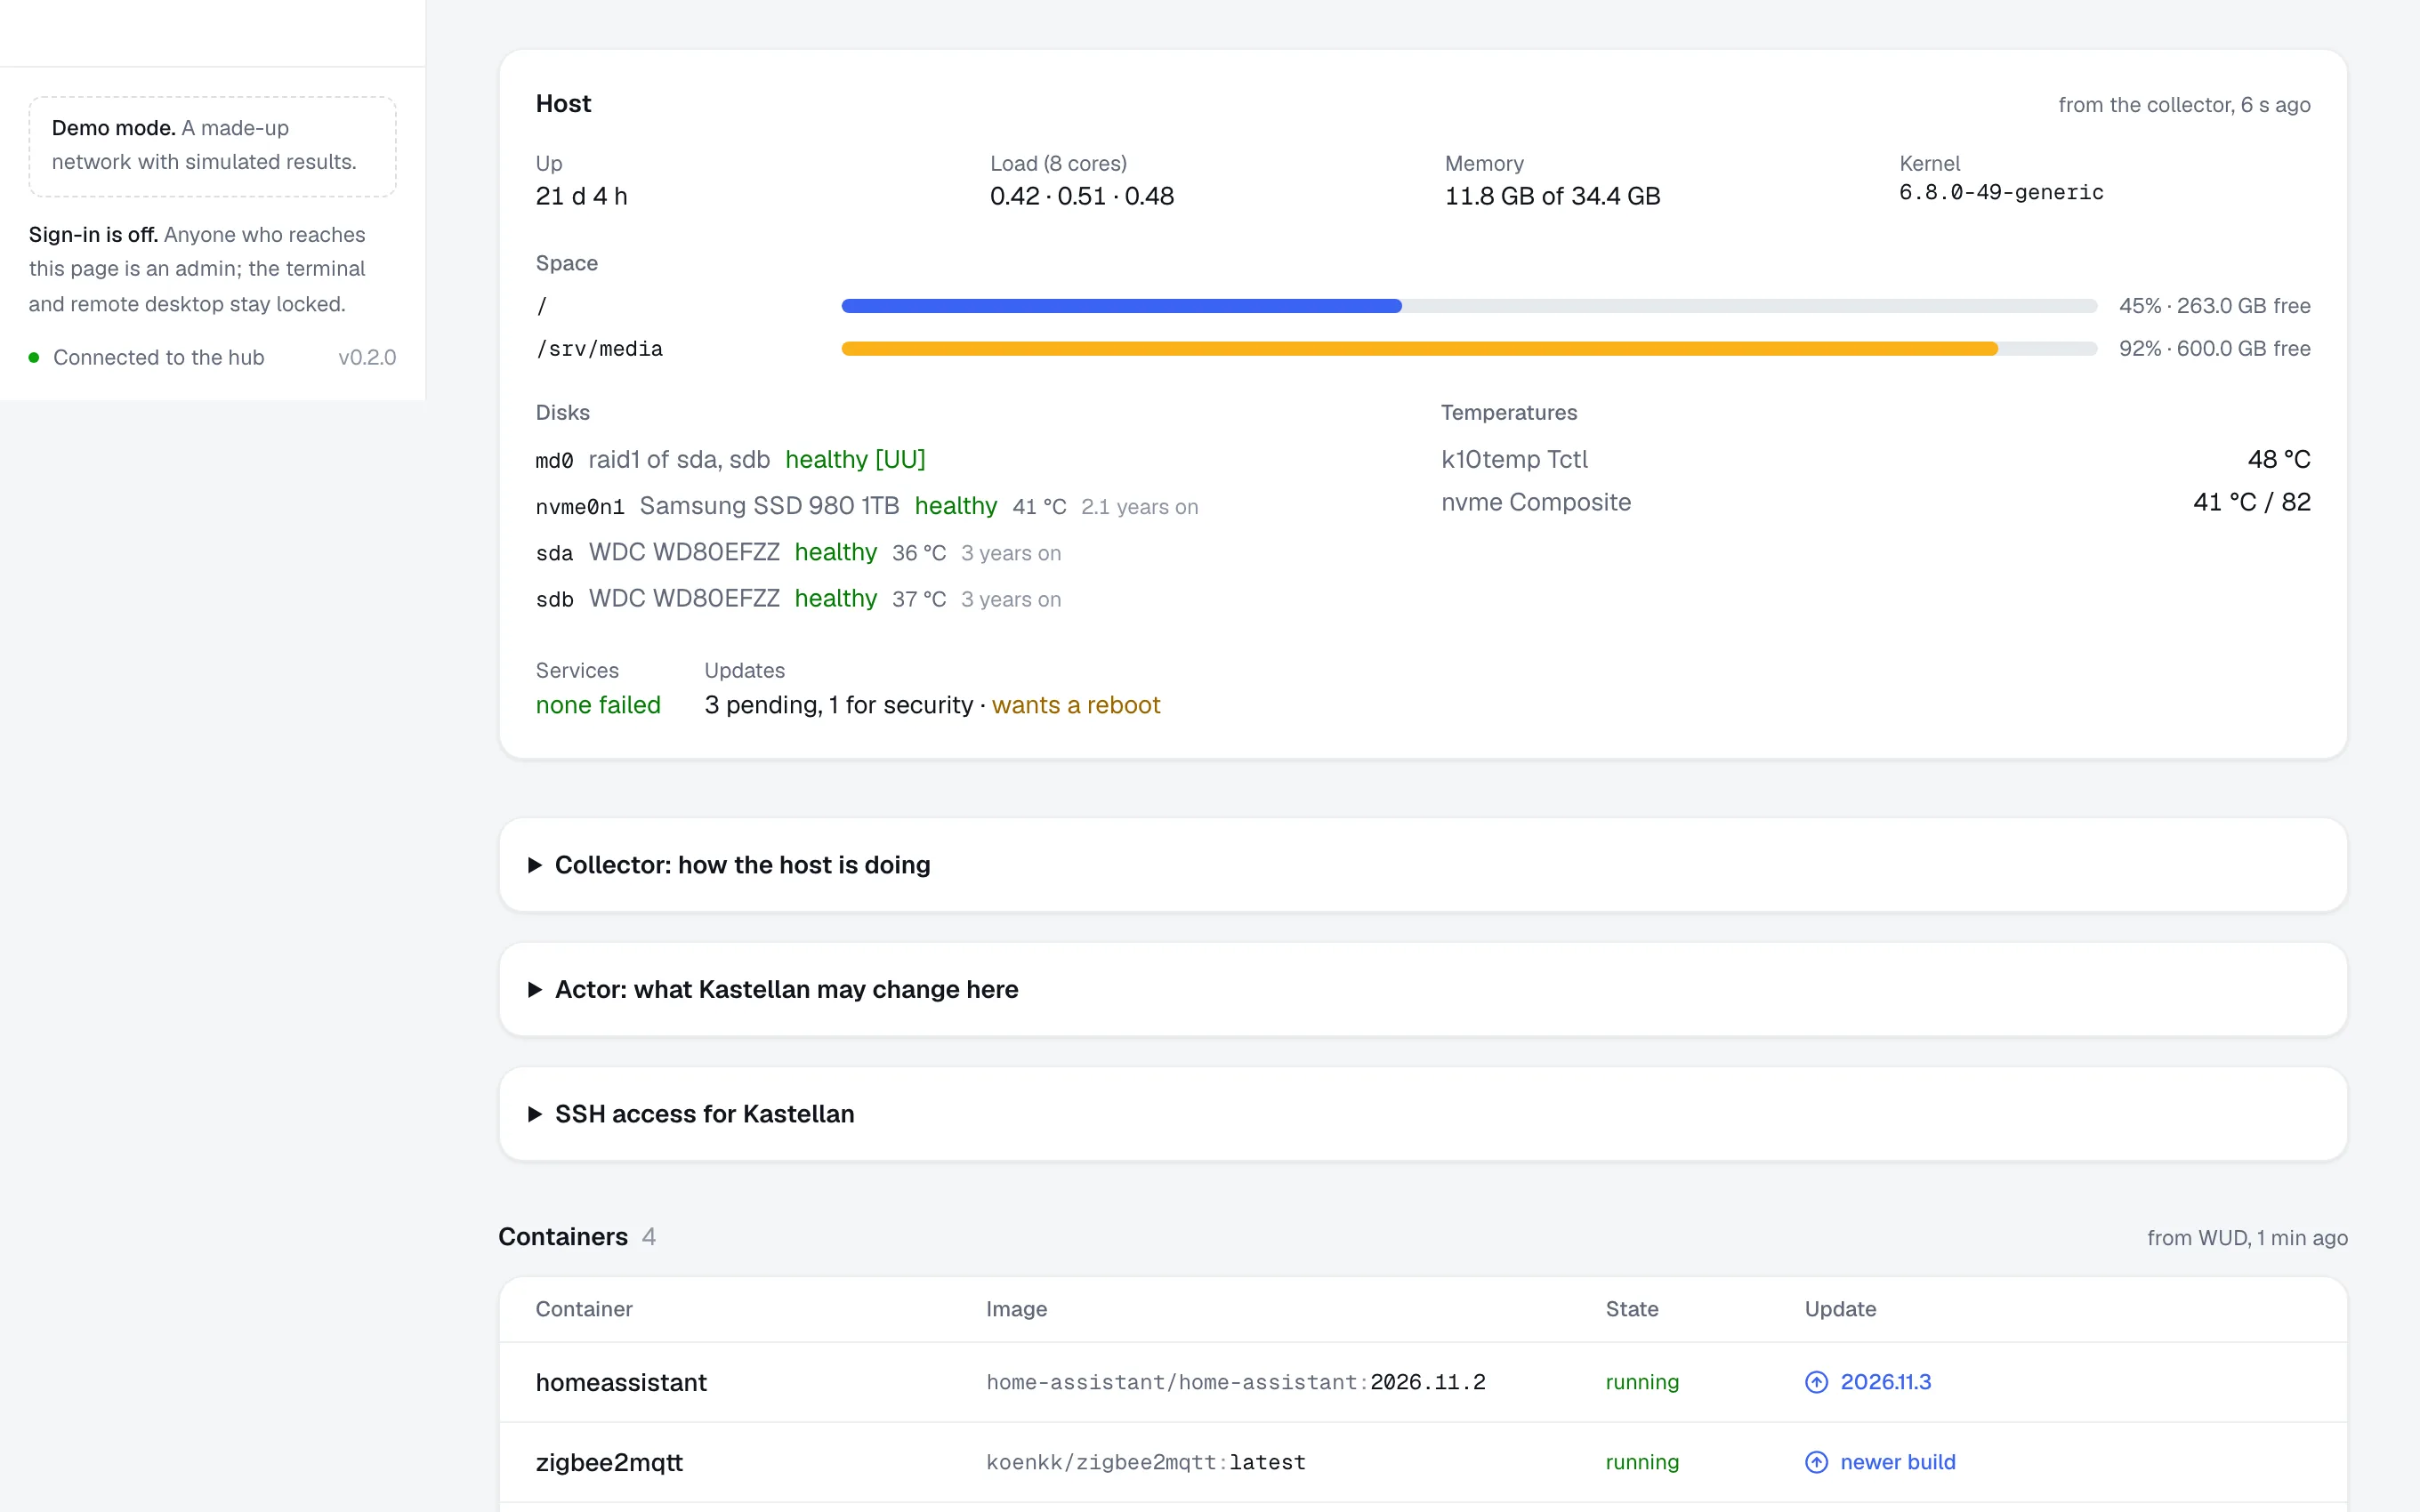 Demo mode. A made-up
network with simulated results.
Sign-in is off. Anyone who reaches
this page is an admin; the terminal
and remote desktop stay locked.
Connected to the hub v0.2.0
Host from the collector, 6 s ago
Up Load (8 cores) Memory Kernel
21 d 4 h 0.42 · 0.51 · 0.48 11.8 GB of 34.4 GB 6.8.0-49-generic
Space
/ 45% · 263.0 GB free
/srv/media 92% · 600.0 GB free
Disks Temperatures
md0 raid1 of sda, sdb healthy [UU] k10temp Tctl 48 °C
nvme0n1 Samsung SSD 980 1TB healthy 41 °C 2.1 years on nvme Composite 41 °C / 82
sda WDC WD80EFZZ healthy 36 °C 3 years on
sdb WDC WD80EFZZ healthy 37 °C 3 years on
Services Updates
none failed 3 pending, 1 for security · wants a reboot
Collector: how the host is doing
Actor: what Kastellan may change here
SSH access for Kastellan
Containers 4 from WUD, 1 min ago
Container Image State Update
homeassistant home-assistant/home-assistant:2026.11.2 running 2026.11.3
zigbee2mqtt koenkk/zigbee2mqtt:latest running newer build